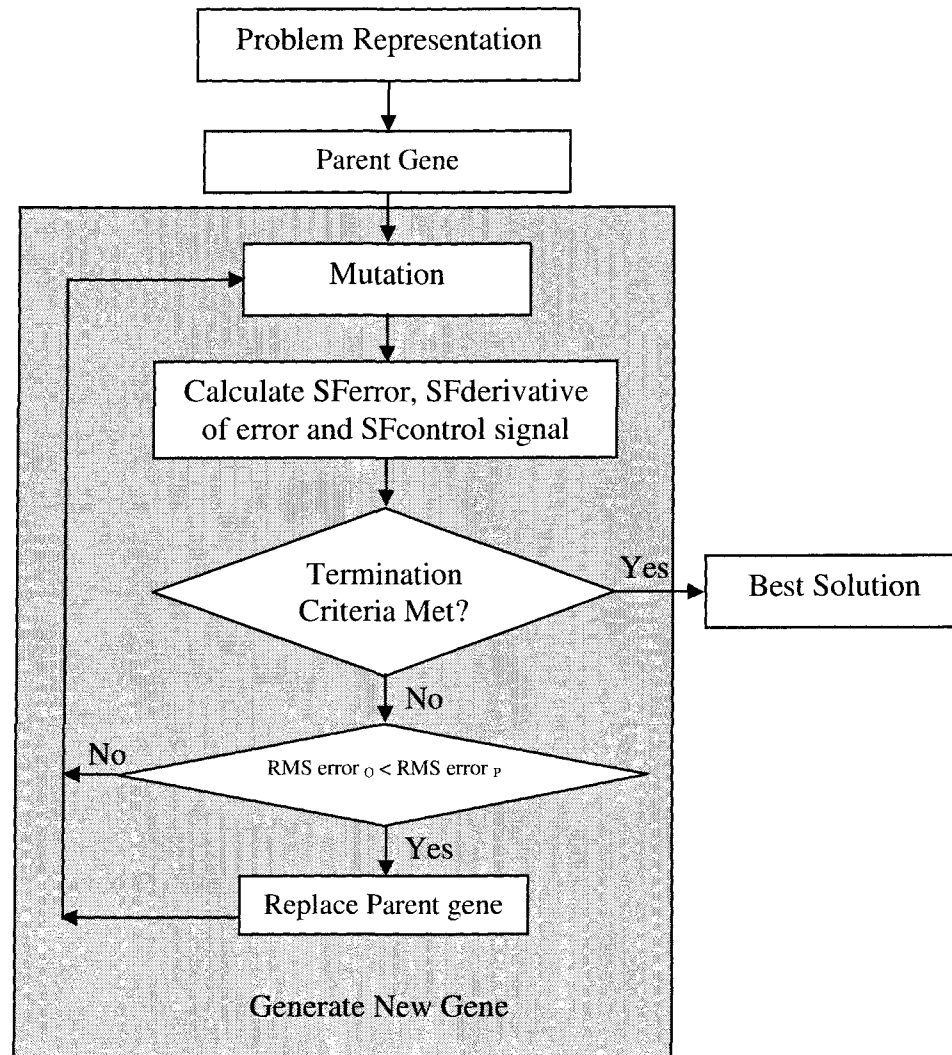 Problem Representation
Parent Gene
Mutation
Calculate SFerror, SFderivative
of error and SFcontrol signal
Termination
Criteria Met?
Yes
Best Solution
No
No
RMS error O < RMS error P
Yes
Replace Parent gene
Generate New Gene